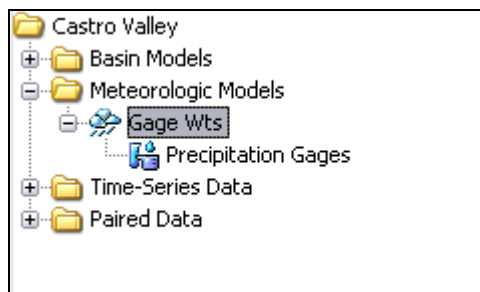 Castro Valley
Basin Models
Meteorologic Models
Gage Wts
Precipitation Gages
Time-Series Data
Paired Data